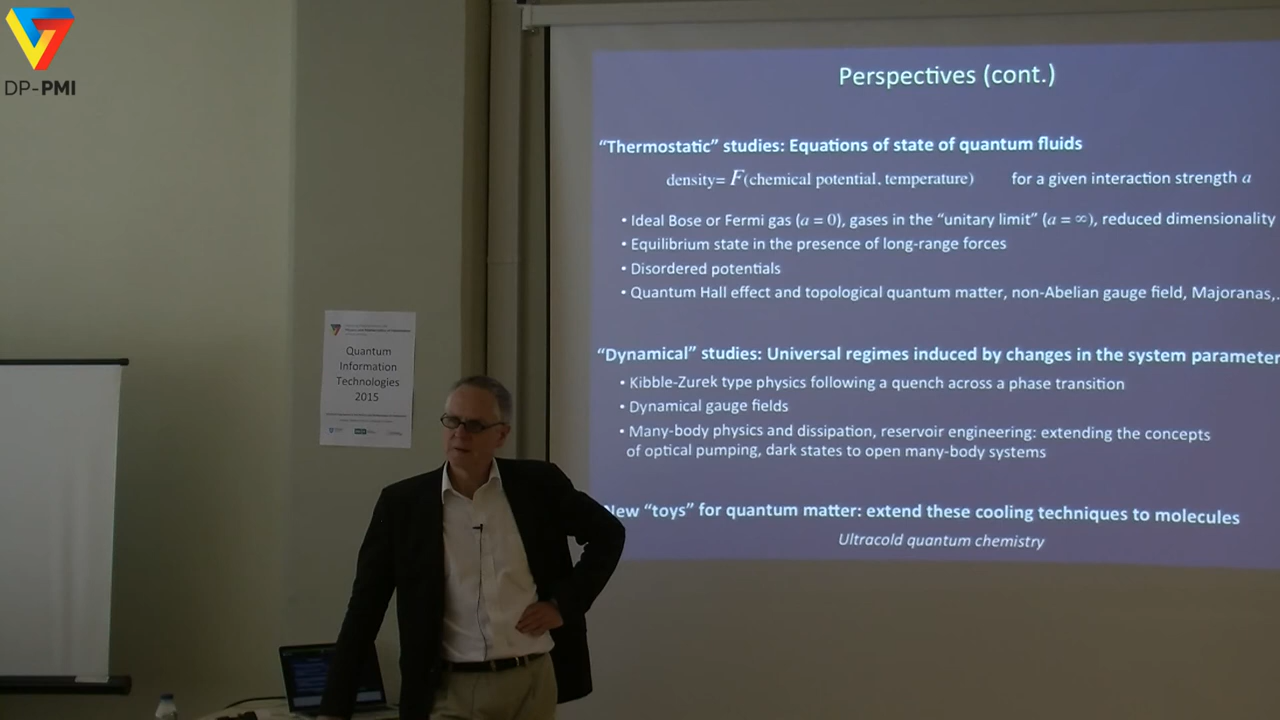 DP-PMI
Perspectives (cont.)
“Thermostatic” studies: Equations of state of quantum fluids
density= F(chemical potential, temperature) for a given interaction strength a
• Ideal Bose or Fermi gas (a = 0), gases in the “unitary limit” (a = ∞), reduced dimensionality
• Equilibrium state in the presence of long-range forces
• Disordered potentials
• Quantum Hall effect and topological quantum matter, non-Abelian gauge field, Majoranas,..
“Dynamical” studies: Universal regimes induced by changes in the system parameter
• Kibble-Zurek type physics following a quench across a phase transition
• Dynamical gauge fields
• Many-body physics and dissipation, reservoir engineering: extending the concepts
of optical pumping, dark states to open many-body systems
New “toys” for quantum matter: extend these cooling techniques to molecules
Ultracold quantum chemistry
Quantum
Information
Technologies
2015